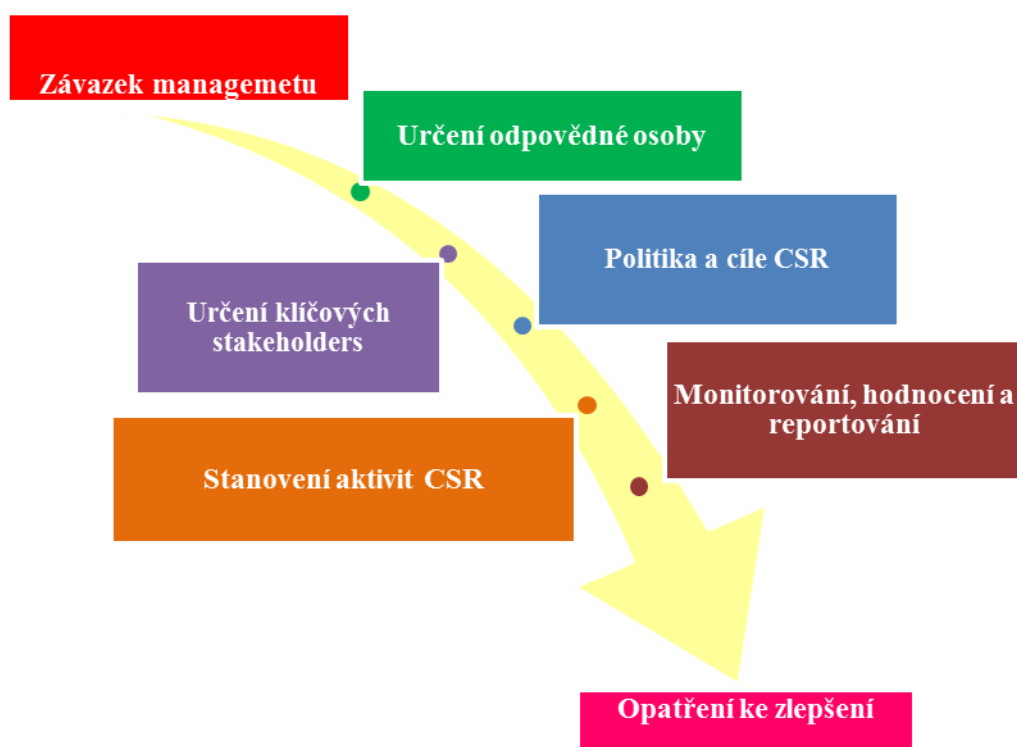 Závazek managemetu
Určení odpovědné osoby
Určení klíčových
stakeholders
Politika a cíle CSR
Stanovení aktivit CSR
Monitorování, hodnocení a
reportování
Opatření ke zlepšení